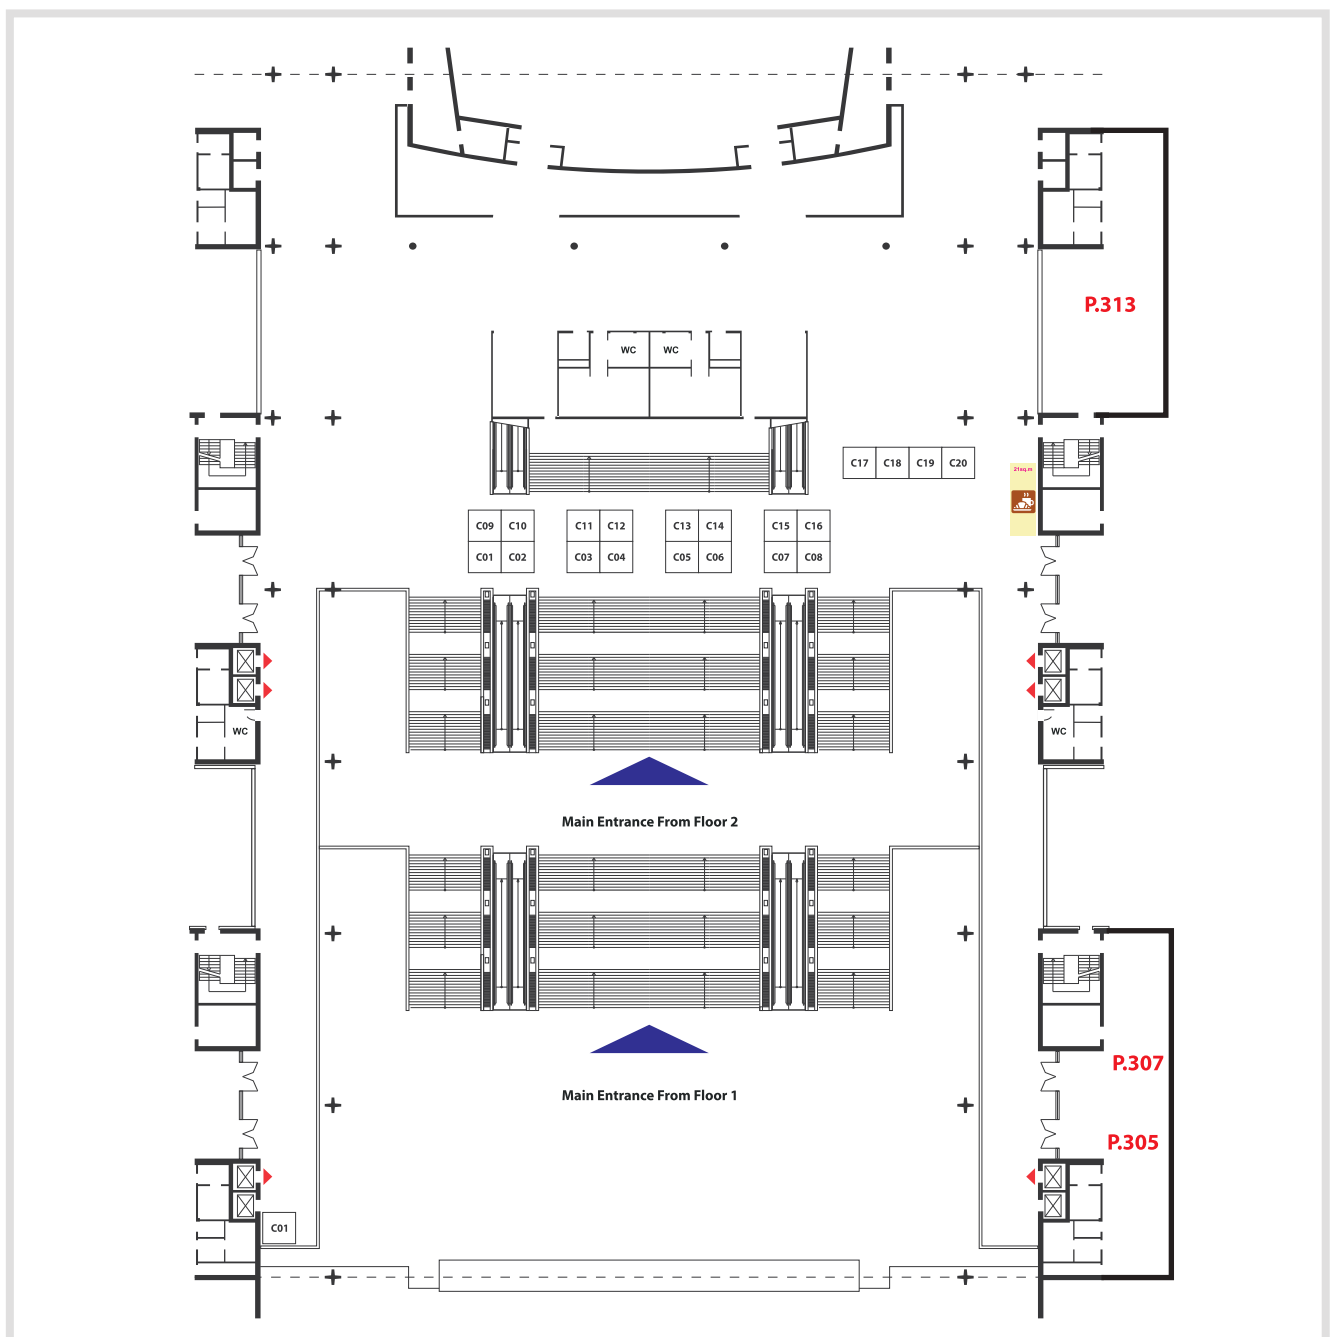 P.313
WC WC
C17 C18 C19 C20
21sq.m
C09 C10 C11 C12 C13 C14 C15 C16
C01 C02 C03 C04 C05 C06 C07 C08
WC WC
Main Entrance From Floor 2
P.307
Main Entrance From Floor 1
P.305
C01